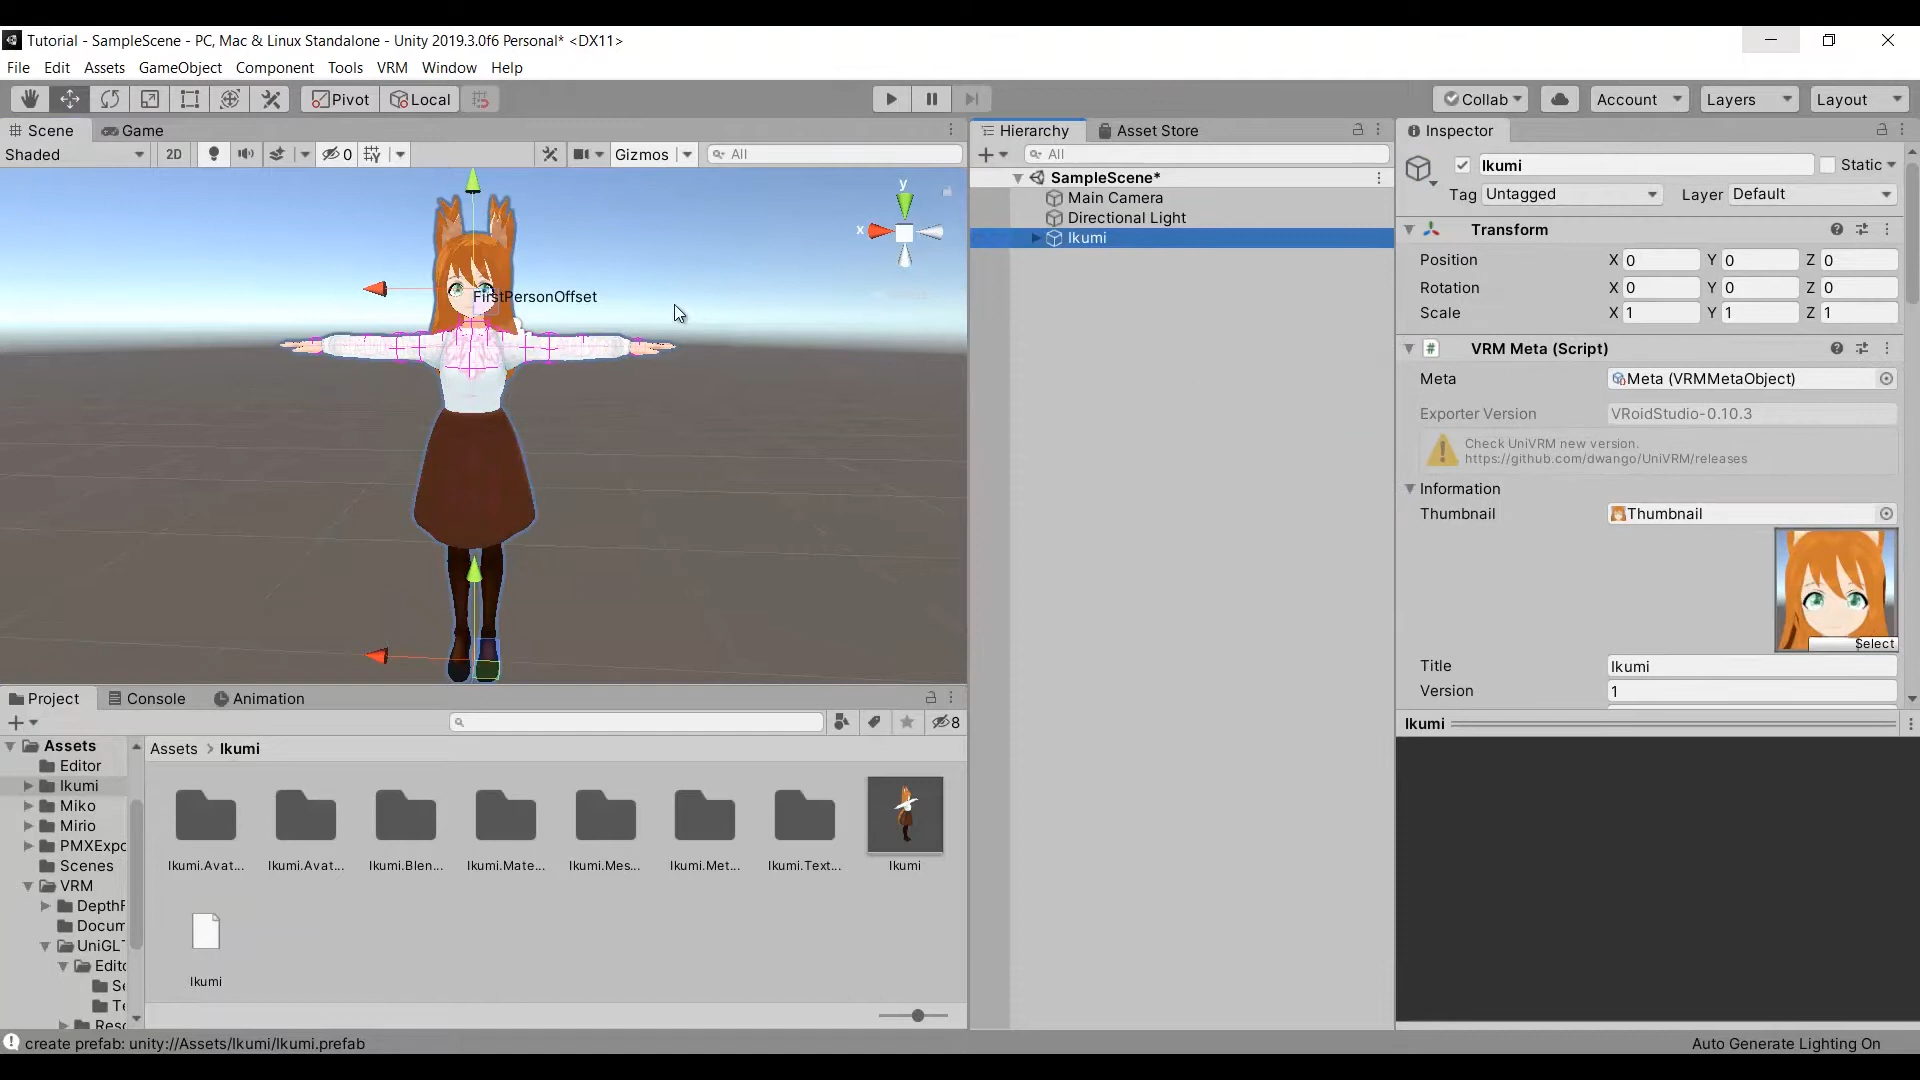 Tutorial - SampleScene - PC, Mac & Linux Standalone - Unity 2019.3.0f6 Personal* <DX11>
File Edit Assets GameObject Component Tools VRM Window Help
Pivot Local Collab Account Layers Layout
Scene Game
Shaded 2D 0 Gizmos All
y
x
FirstPersonOffset
Hierarchy Asset Store
All
SampleScene*
Main Camera
Directional Light
Ikumi
Inspector
Ikumi Static
Tag Untagged Layer Default
Transform
Position X 0 Y 0 Z 0
Rotation X 0 Y 0 Z 0
Scale X 1 Y 1 Z 1
# VRM Meta (Script)
Meta Meta (VRMMetaObject)
Exporter Version VRoidStudio-0.10.3
Check UniVRM new version.
https://github.com/dwango/UniVRM/releases
Information
Thumbnail Thumbnail
Select
Title Ikumi
Version 1
Ikumi
Project Console Animation
8
Assets
Editor
Ikumi
Miko
Mirio
PMXExpo
Scenes
VRM
Docum
Edito
Assets > Ikumi
Ikumi.Avat... Ikumi.Avat... Ikumi.Blen... Ikumi.Mate... Ikumi.Mes... Ikumi.Met... Ikumi.Text... Ikumi
Ikumi
create prefab: unity://Assets/Ikumi/Ikumi.prefab
Auto Generate Lighting On